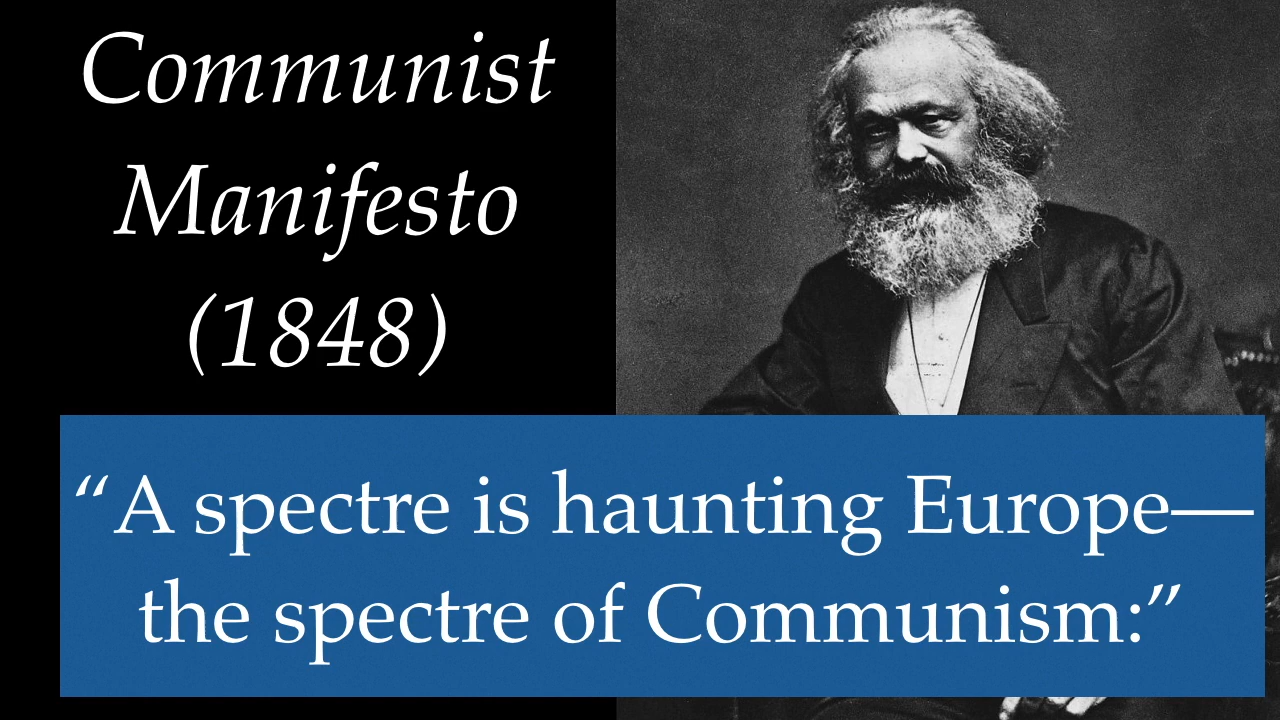 Communist
Manifesto
(1848)
“A spectre is haunting Europe—
the spectre of Communism:”